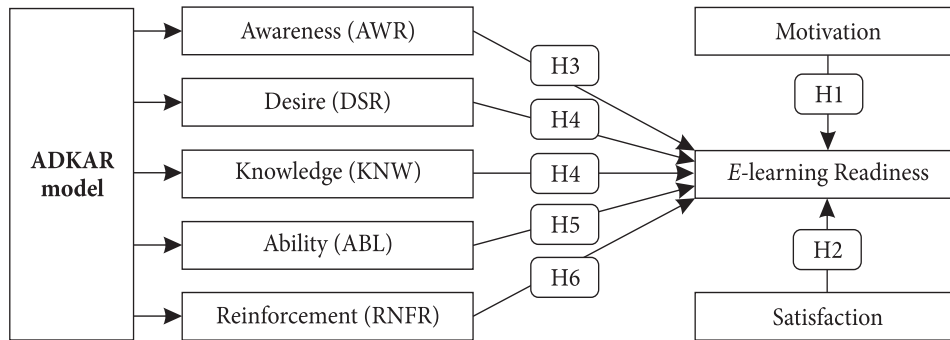 ADKAR
model
Awareness (AWR)
Desire (DSR)
Knowledge (KNW)
Ability (ABL)
Reinforcement (RNFR)
H3
H4
H4
H5
H6
Motivation
H1
E-learning Readiness
H2
Satisfaction